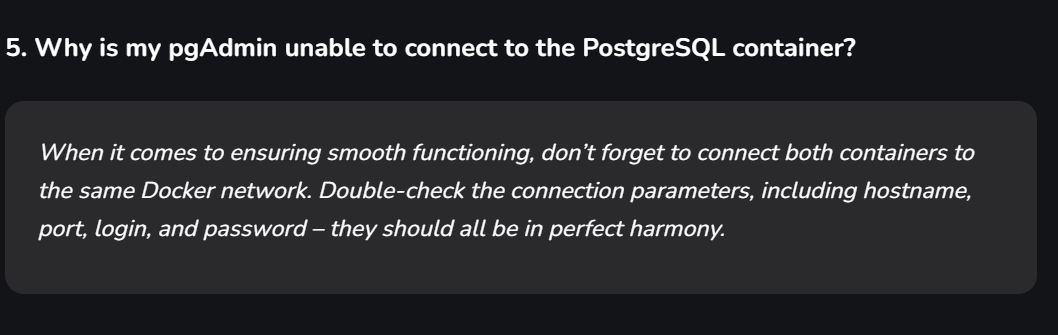 5. Why is my pgAdmin unable to connect to the PostgreSQL container?
When it comes to ensuring smooth functioning, don’t forget to connect both containers to
the same Docker network. Double-check the connection parameters, including hostname,
port, login, and password – they should all be in perfect harmony.